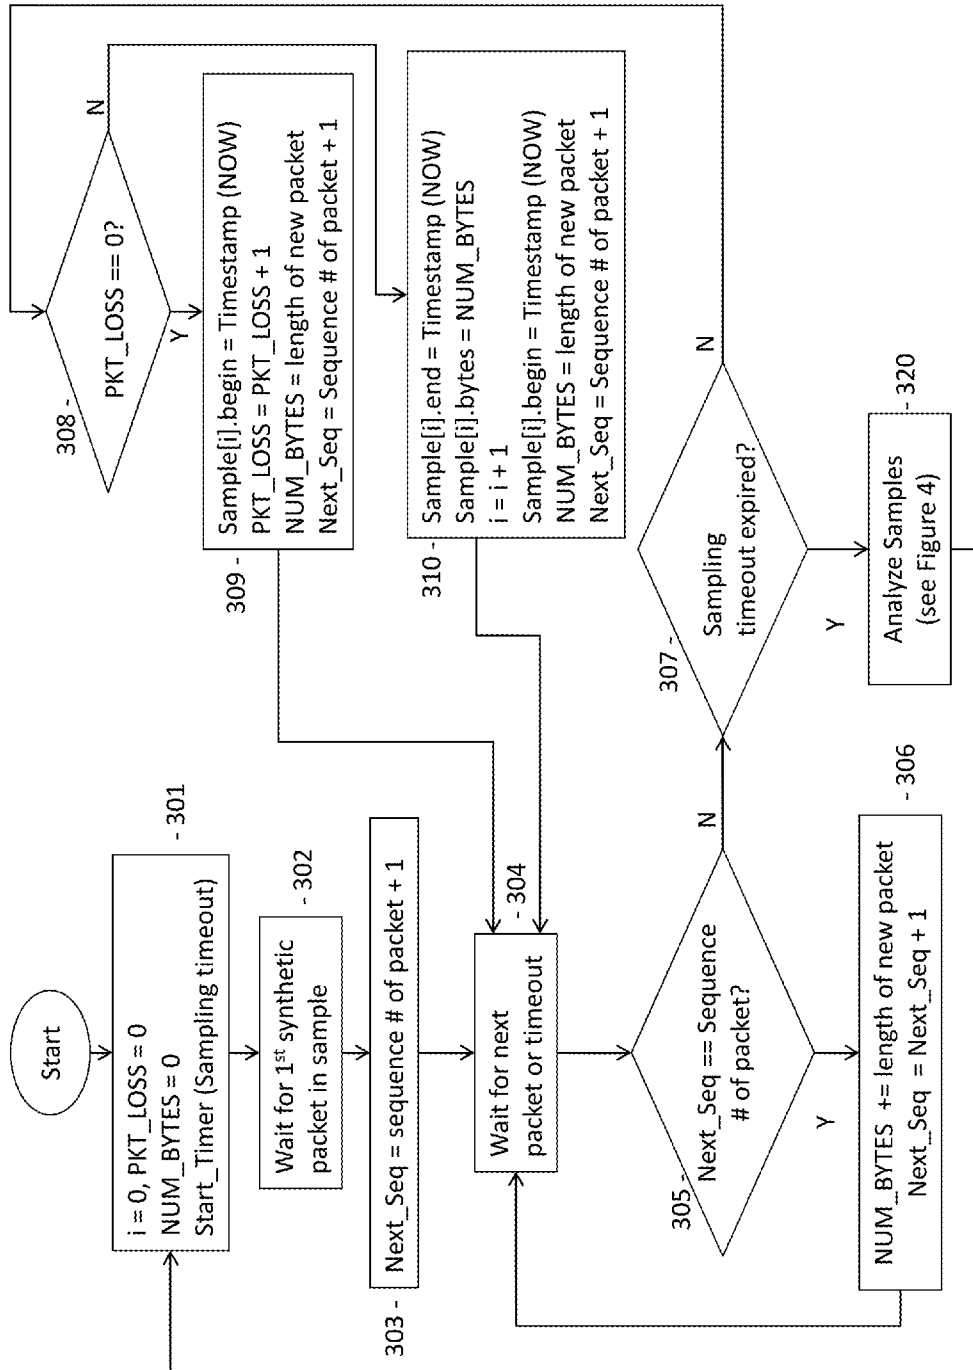 Start
i = 0, PKT_LOSS = 0
NUM_BYTES = 0
Start_Timer (Sampling timeout)
- 301
Wait for 1st synthetic
packet in sample
- 302
303 -
Next_Seq = sequence # of packet + 1
Wait for next
packet or timeout
- 304
305 -
Next_Seq == Sequence
# of packet?
N
Y
NUM_BYTES += length of new packet
Next_Seq = Next_Seq + 1
- 306
307 -
Sampling
timeout expired?
N
Y
Analyze Samples
(see Figure 4)
- 320
308 -
PKT_LOSS == 0?
N
Y
309 -
Sample[i].begin = Timestamp (NOW)
PKT_LOSS = PKT_LOSS + 1
NUM_BYTES = length of new packet
Next_Seq = Sequence # of packet + 1
310 -
Sample[i].end = Timestamp (NOW)
Sample[i].bytes = NUM_BYTES
i = i + 1
Sample[i].begin = Timestamp (NOW)
NUM_BYTES = length of new packet
Next_Seq = Sequence # of packet + 1